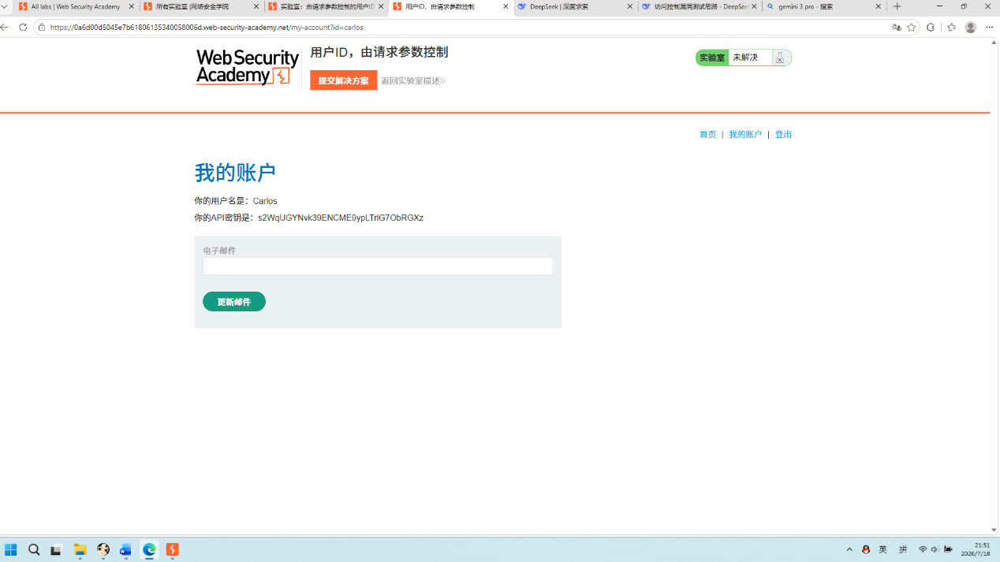 All labs | Web Security Academy
所有实验室 |网络安全学院
实验室：由请求参数控制的用户ID
用户ID，由请求参数控制
DeepSeek | 深度求索
访问控制漏洞测试思路 - DeepSee
gemini 3 pro - 搜索
https://0a6d00d5045e7b61806135340058006d.web-security-academy.net/my-account?id=carlos
WebSecurity
Academy
用户ID，由请求参数控制
提交解决方案
返回实验室描述
实验室
未解决
首页 | 我的账户 | 登出
我的账户
你的用户名是：Carlos
你的API密钥是：s2WqUGYNvk39ENCME9ypLTrlG7ObRGXz
电子邮件
更新邮件
英
拼
21:51
2026/7/18